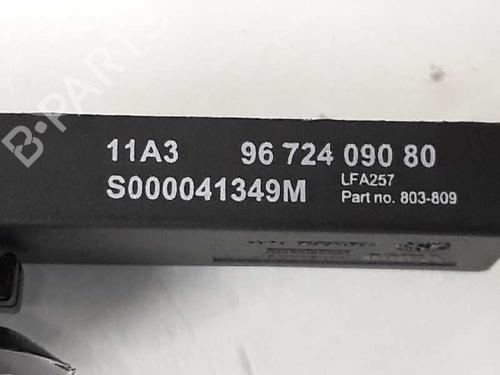 11A3 96 724 090 80
S000041349M LFA257
Part no. 803-809
B-PARTS